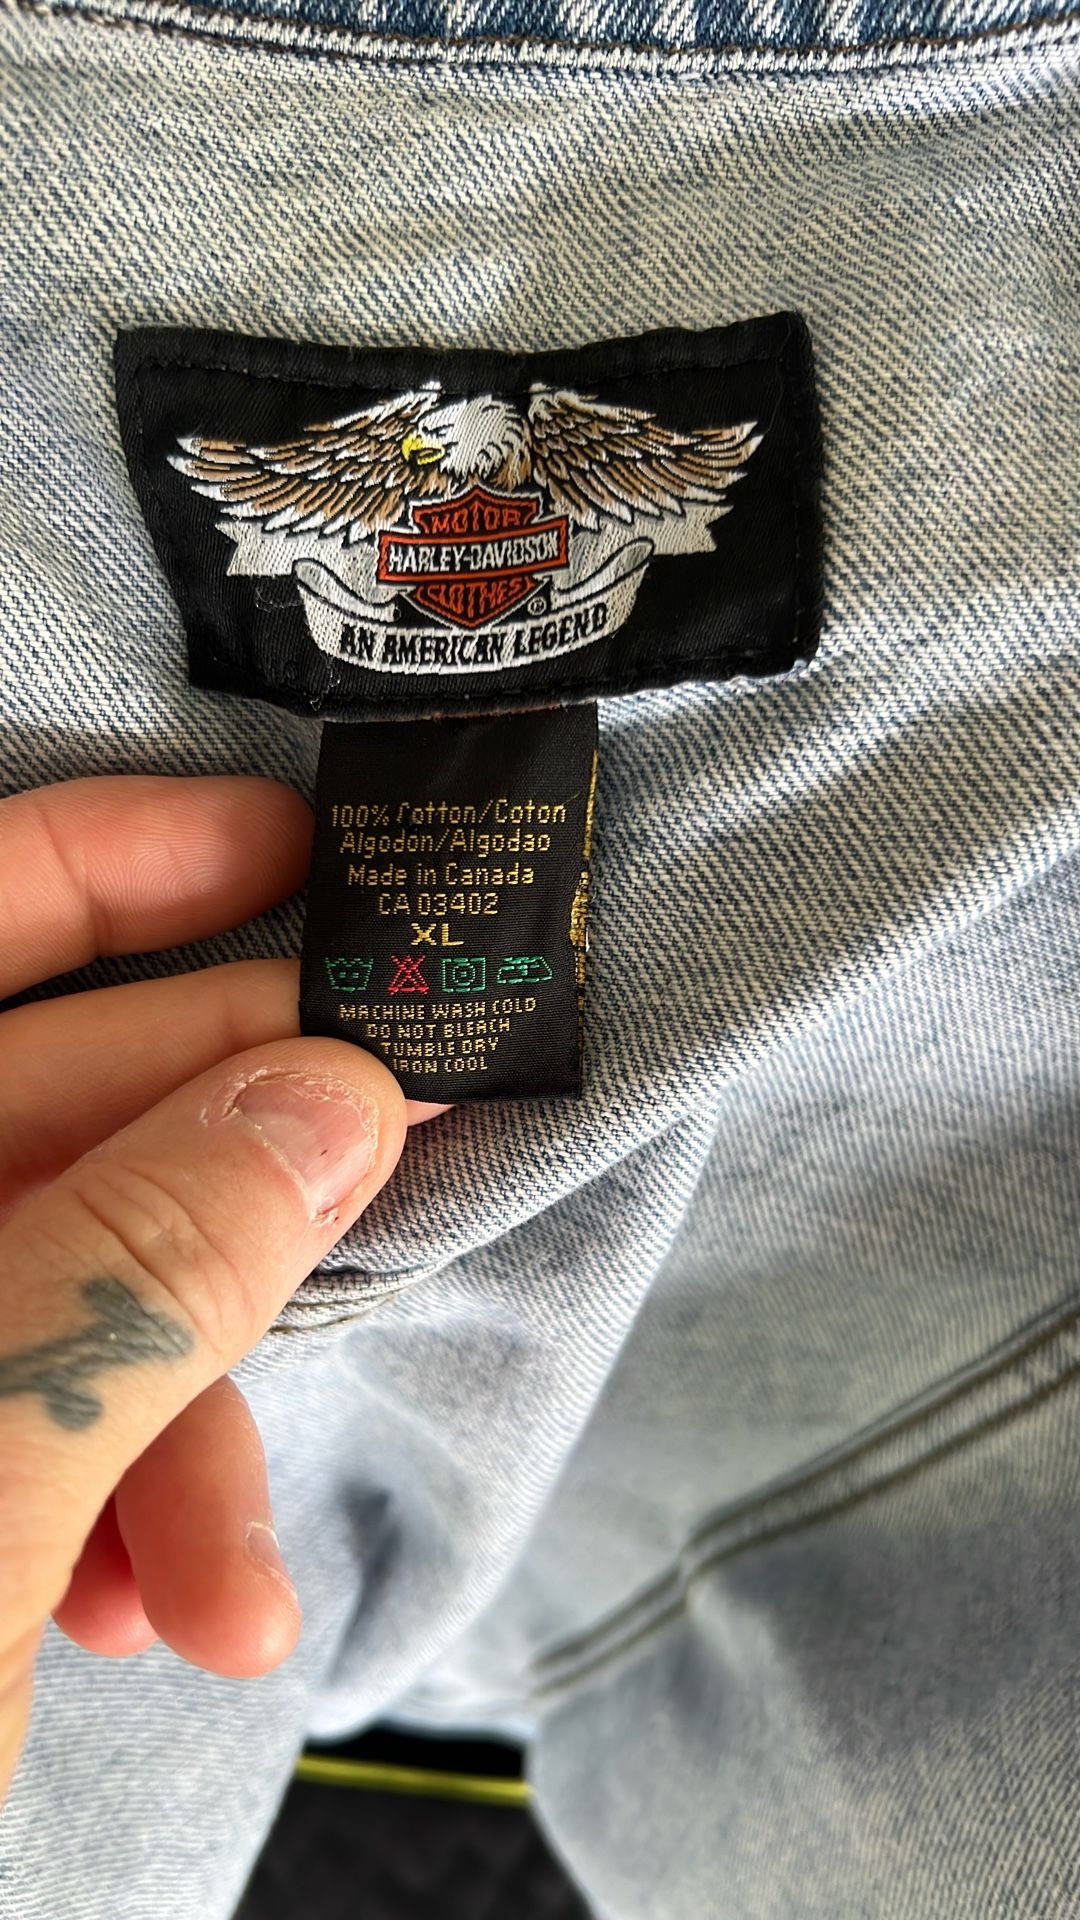 MOTOR
HARLEY-DAVIDSON
CLOTHES
®
AN AMERICAN LEGEND
100% Cotton/Coton
Algodón/Algodao
Made in Canada
CA 03402
XL
MACHINE WASH COLD
DO NOT BLEACH
TUMBLE DRY
IRON COOL